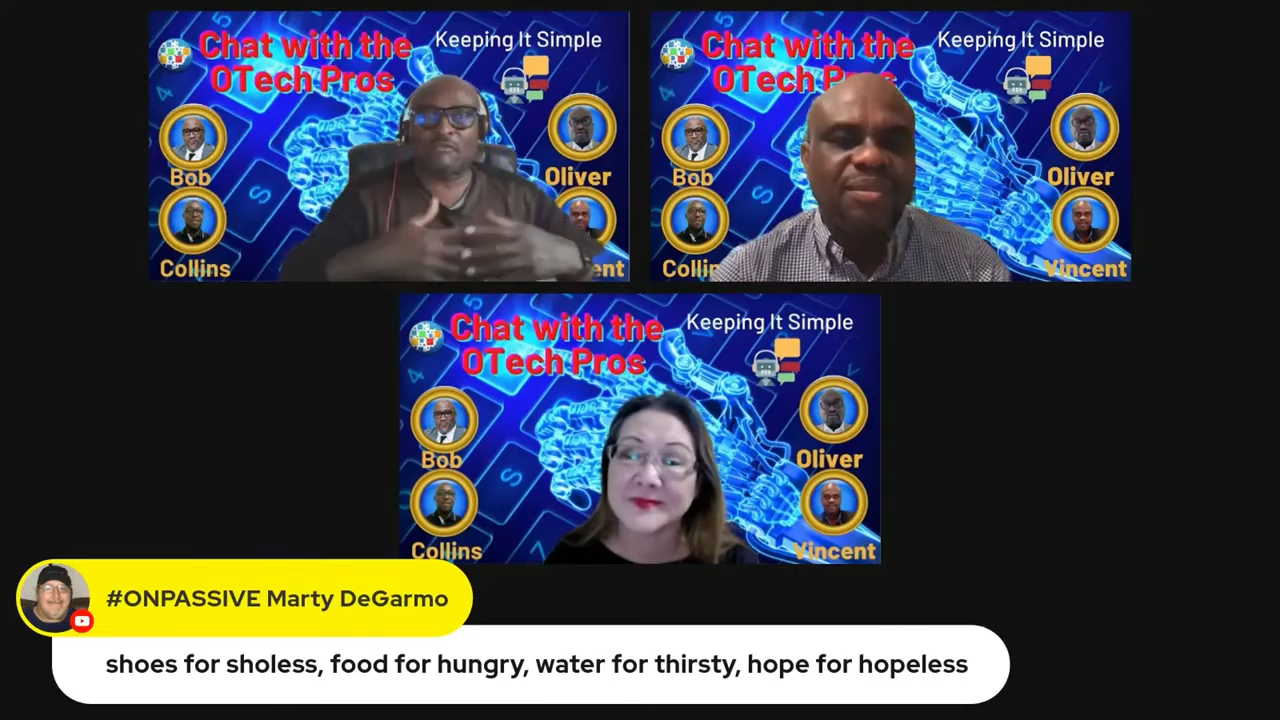 Chat with the
OTech Pros
Keeping It Simple
Bob
Oliver
Collins
ent
Chat with the
OTech Pros
Keeping It Simple
Bob
Oliver
Collin
Vincent
Chat with the
OTech Pros
Keeping It Simple
Bob
Oliver
Collins
Vincent
#ONPASSIVE Marty DeGarmo
shoes for sholess, food for hungry, water for thirsty, hope for hopeless